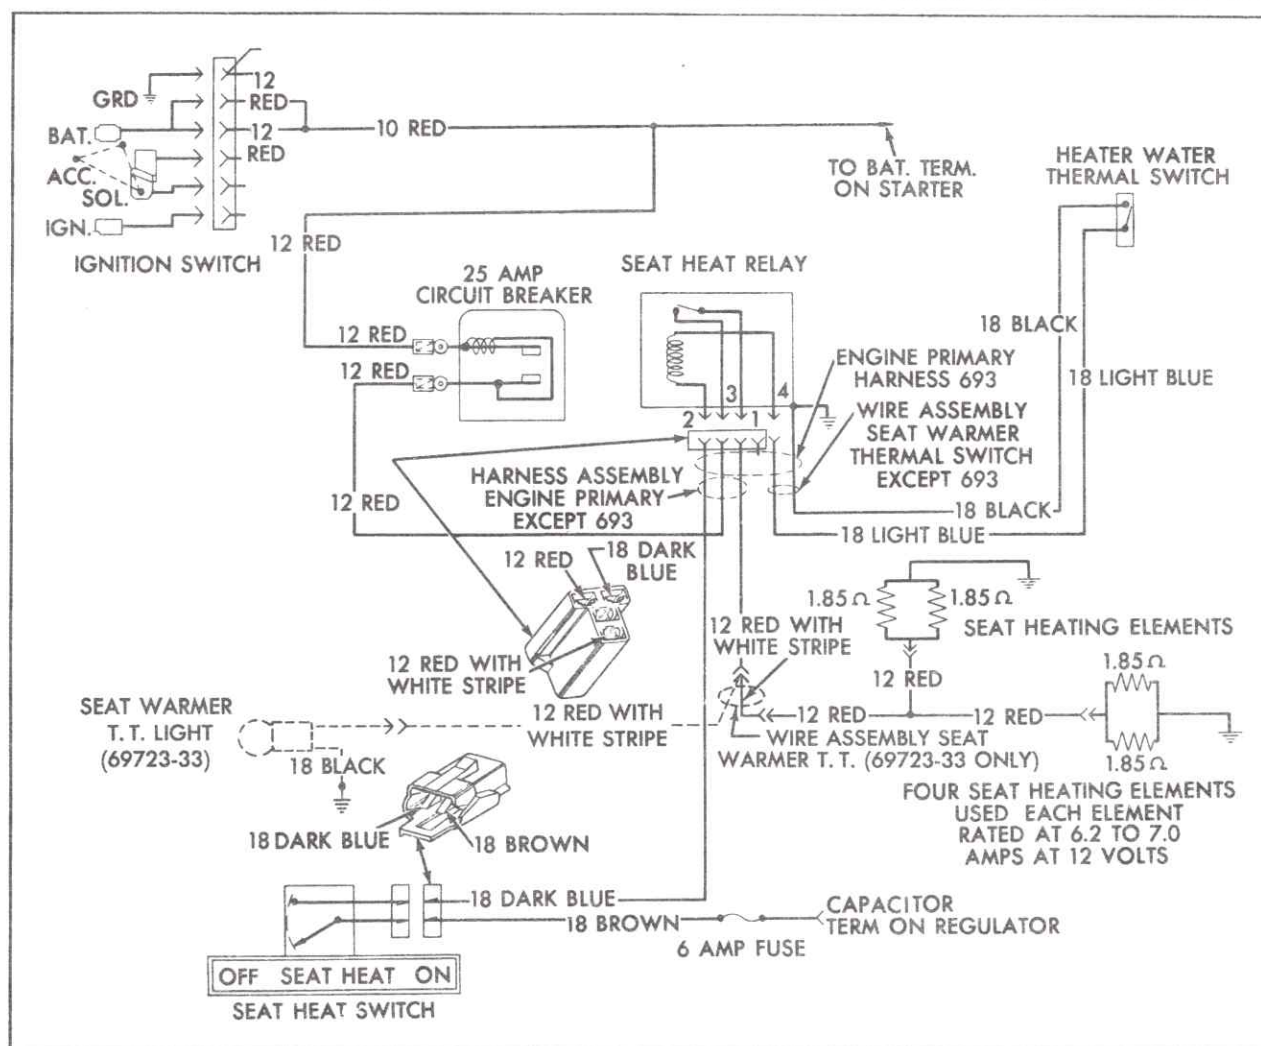 GRD
12
RED
BAT.
12
10 RED
RED
ACC.
SOL.
IGN.
IGNITION SWITCH
12 RED
TO BAT. TERM.
ON STARTER
HEATER WATER
THERMAL SWITCH
25 AMP
CIRCUIT BREAKER
12 RED
12 RED
SEAT HEAT RELAY
2
3
1
4
ENGINE PRIMARY
HARNESS 693
WIRE ASSEMBLY
SEAT WARMER
THERMAL SWITCH
EXCEPT 693
18 BLACK
18 LIGHT BLUE
HARNESS ASSEMBLY
ENGINE PRIMARY
EXCEPT 693
12 RED
18 BLACK
18 LIGHT BLUE
12 RED
18 DARK
BLUE
12 RED WITH
WHITE STRIPE
12 RED WITH
WHITE STRIPE
1.85Ω
1.85Ω
SEAT HEATING ELEMENTS
12 RED
1.85Ω
SEAT WARMER
T.T. LIGHT
(69723-33)
18 BLACK
12 RED WITH
WHITE STRIPE
12 RED
12 RED
WIRE ASSEMBLY SEAT
WARMER T.T. (69723-33 ONLY)
1.85Ω
FOUR SEAT HEATING ELEMENTS
USED EACH ELEMENT
RATED AT 6.2 TO 7.0
AMPS AT 12 VOLTS
18 DARK BLUE
18 BROWN
18 DARK BLUE
18 BROWN
6 AMP FUSE
CAPACITOR
TERM ON REGULATOR
OFF SEAT HEAT ON
SEAT HEAT SWITCH